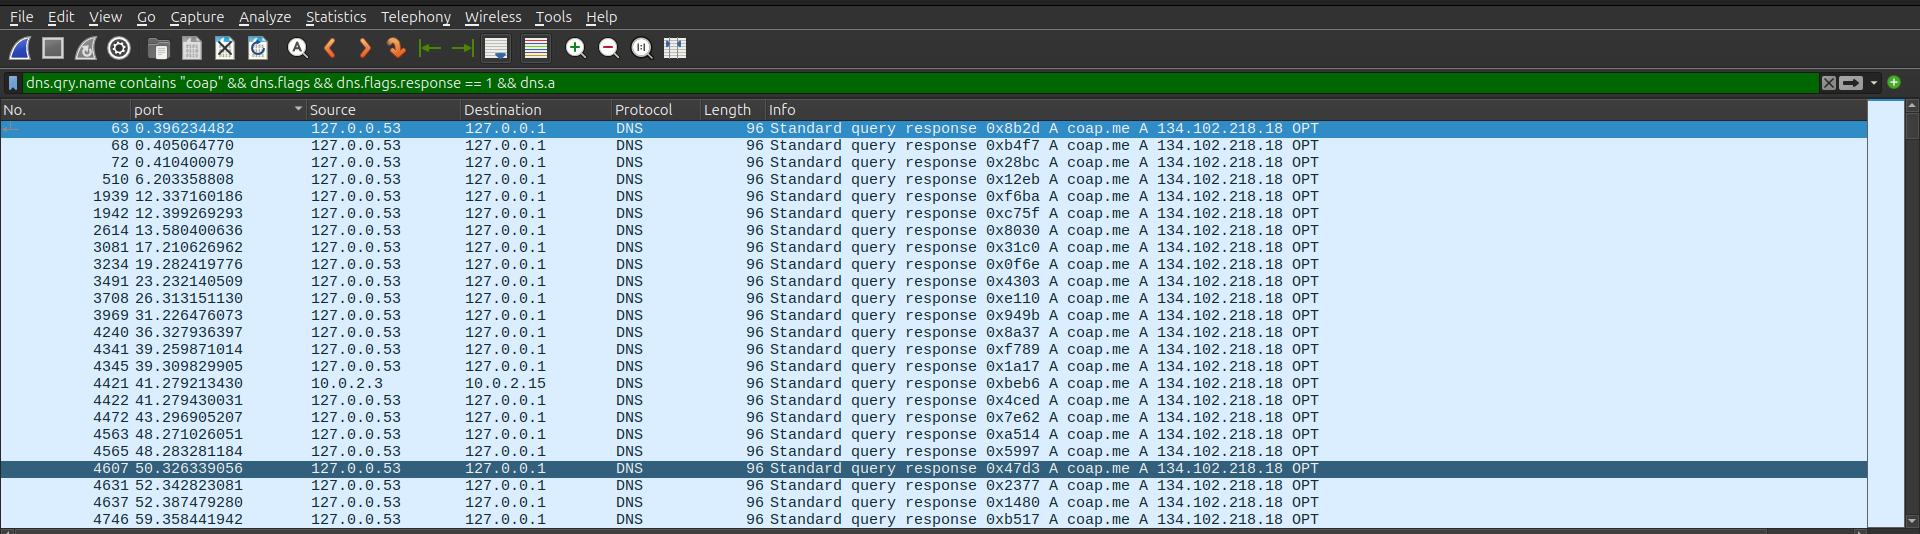 File Edit View Go Capture Analyze Statistics Telephony Wireless Tools Help
dns.qry.name contains "coap" && dns.flags && dns.flags.response == 1 && dns.a
No. port Source Destination Protocol Length Info
63 0.396234482 127.0.0.53 127.0.0.1 DNS 96 Standard query response 0x8b2d A coap.me A 134.102.218.18 OPT
68 0.405064770 127.0.0.53 127.0.0.1 DNS 96 Standard query response 0xb4f7 A coap.me A 134.102.218.18 OPT
72 0.410400079 127.0.0.53 127.0.0.1 DNS 96 Standard query response 0x28bc A coap.me A 134.102.218.18 OPT
510 6.203358808 127.0.0.53 127.0.0.1 DNS 96 Standard query response 0x12eb A coap.me A 134.102.218.18 OPT
1939 12.337160186 127.0.0.53 127.0.0.1 DNS 96 Standard query response 0xf6ba A coap.me A 134.102.218.18 OPT
1942 12.399269293 127.0.0.53 127.0.0.1 DNS 96 Standard query response 0xc75f A coap.me A 134.102.218.18 OPT
2614 13.580400636 127.0.0.53 127.0.0.1 DNS 96 Standard query response 0x8030 A coap.me A 134.102.218.18 OPT
3081 17.210626962 127.0.0.53 127.0.0.1 DNS 96 Standard query response 0x31c0 A coap.me A 134.102.218.18 OPT
3234 19.282419776 127.0.0.53 127.0.0.1 DNS 96 Standard query response 0x0f6e A coap.me A 134.102.218.18 OPT
3491 23.232140509 127.0.0.53 127.0.0.1 DNS 96 Standard query response 0x4303 A coap.me A 134.102.218.18 OPT
3708 26.313151130 127.0.0.53 127.0.0.1 DNS 96 Standard query response 0xe110 A coap.me A 134.102.218.18 OPT
3969 31.226476073 127.0.0.53 127.0.0.1 DNS 96 Standard query response 0x949b A coap.me A 134.102.218.18 OPT
4240 36.327936397 127.0.0.53 127.0.0.1 DNS 96 Standard query response 0x8a37 A coap.me A 134.102.218.18 OPT
4341 39.259871014 127.0.0.53 127.0.0.1 DNS 96 Standard query response 0xf789 A coap.me A 134.102.218.18 OPT
4345 39.309829905 127.0.0.53 127.0.0.1 DNS 96 Standard query response 0x1a17 A coap.me A 134.102.218.18 OPT
4421 41.279213430 10.0.2.3 10.0.2.15 DNS 96 Standard query response 0xbeb6 A coap.me A 134.102.218.18 OPT
4422 41.279430031 127.0.0.53 127.0.0.1 DNS 96 Standard query response 0x4ced A coap.me A 134.102.218.18 OPT
4472 43.296905207 127.0.0.53 127.0.0.1 DNS 96 Standard query response 0x7e62 A coap.me A 134.102.218.18 OPT
4563 48.271026051 127.0.0.53 127.0.0.1 DNS 96 Standard query response 0xa514 A coap.me A 134.102.218.18 OPT
4565 48.283281184 127.0.0.53 127.0.0.1 DNS 96 Standard query response 0x5997 A coap.me A 134.102.218.18 OPT
4607 50.326339056 127.0.0.53 127.0.0.1 DNS 96 Standard query response 0x47d3 A coap.me A 134.102.218.18 OPT
4631 52.342823081 127.0.0.53 127.0.0.1 DNS 96 Standard query response 0x2377 A coap.me A 134.102.218.18 OPT
4637 52.387479280 127.0.0.53 127.0.0.1 DNS 96 Standard query response 0x1480 A coap.me A 134.102.218.18 OPT
4746 59.358441942 127.0.0.53 127.0.0.1 DNS 96 Standard query response 0xb517 A coap.me A 134.102.218.18 OPT